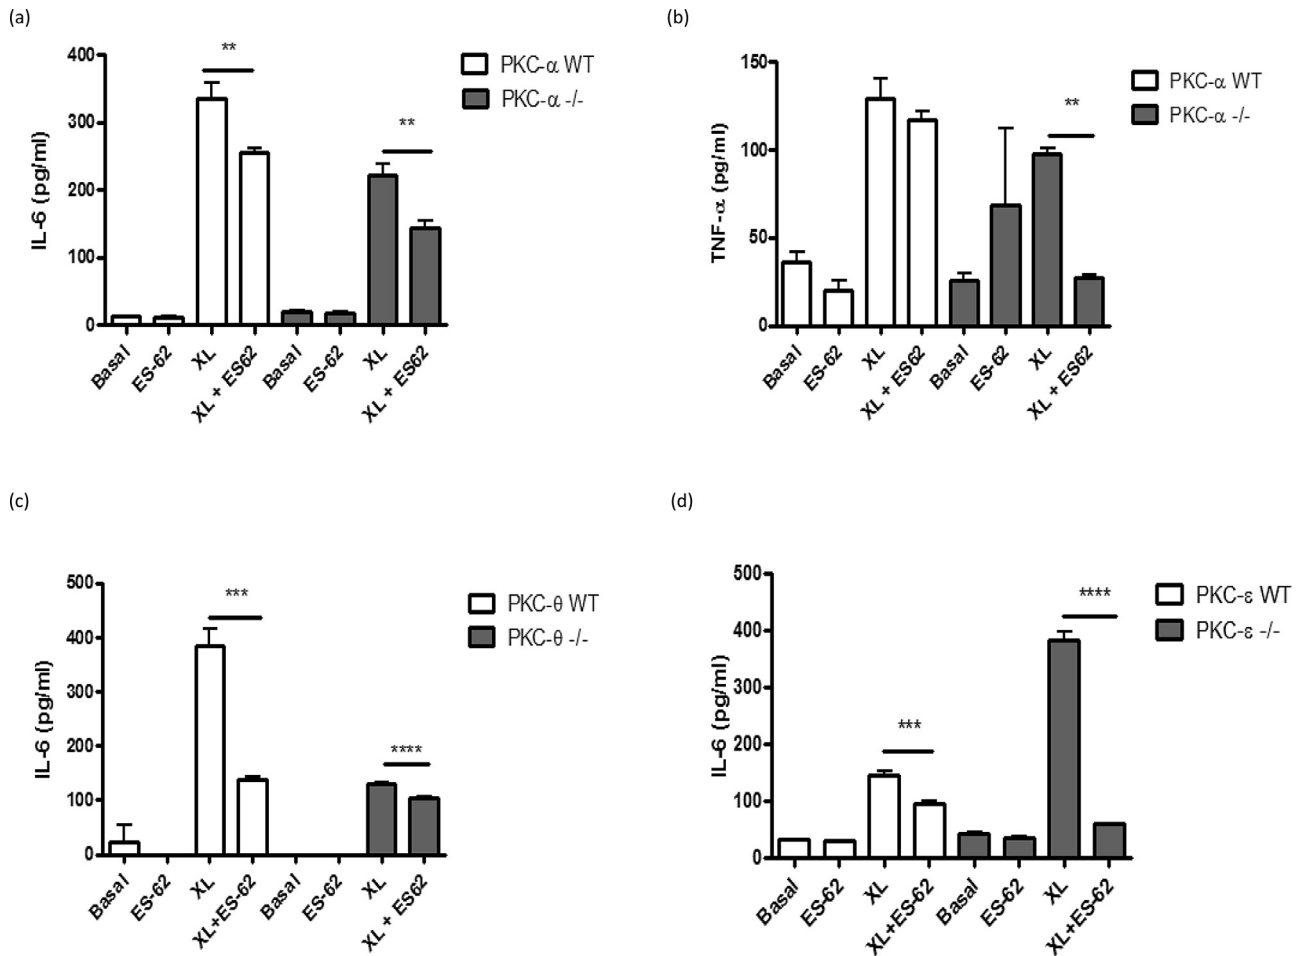 (a)
400
300
200
100
0
IL-6 (pg/ml)
**
**
PKC-α WT
PKC-α -/-
Basal
ES-62
XL
XL + ES62
Basal
ES-62
XL
XL + ES62
(b)
150
100
50
0
TNF-α (pg/ml)
**
PKC-α WT
PKC-α -/-
Basal
ES-62
XL
XL + ES62
Basal
ES-62
XL
XL + ES62
(c)
500
400
300
200
100
0
IL-6 (pg/ml)
***
****
PKC-θ WT
PKC-θ -/-
Basal
ES-62
XL
XL+ES-62
Basal
ES-62
XL
XL + ES62
(d)
500
400
300
200
100
0
IL-6 (pg/ml)
***
****
PKC-ε WT
PKC-ε -/-
Basal
ES-62
XL
XL+ES-62
Basal
ES-62
XL
XL+ES-62